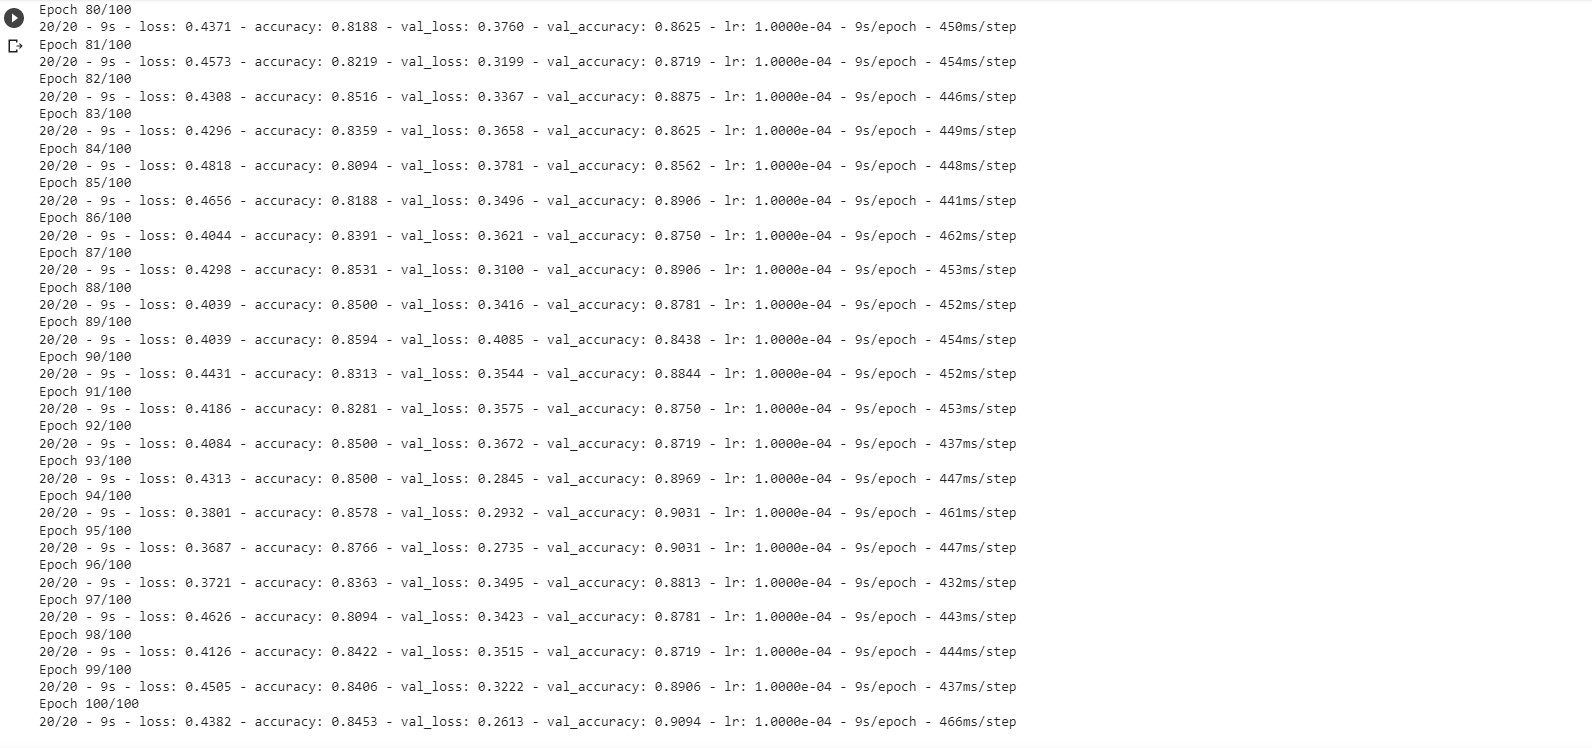 Epoch 80/100
20/20 - 9s - loss: 0.4371 - accuracy: 0.8188 - val_loss: 0.3760 - val_accuracy: 0.8625 - lr: 1.0000e-04 - 9s/epoch - 450ms/step
Epoch 81/100
20/20 - 9s - loss: 0.4573 - accuracy: 0.8219 - val_loss: 0.3199 - val_accuracy: 0.8719 - lr: 1.0000e-04 - 9s/epoch - 454ms/step
Epoch 82/100
20/20 - 9s - loss: 0.4308 - accuracy: 0.8516 - val_loss: 0.3367 - val_accuracy: 0.8875 - lr: 1.0000e-04 - 9s/epoch - 446ms/step
Epoch 83/100
20/20 - 9s - loss: 0.4296 - accuracy: 0.8359 - val_loss: 0.3658 - val_accuracy: 0.8625 - lr: 1.0000e-04 - 9s/epoch - 449ms/step
Epoch 84/100
20/20 - 9s - loss: 0.4818 - accuracy: 0.8094 - val_loss: 0.3781 - val_accuracy: 0.8562 - lr: 1.0000e-04 - 9s/epoch - 448ms/step
Epoch 85/100
20/20 - 9s - loss: 0.4656 - accuracy: 0.8188 - val_loss: 0.3496 - val_accuracy: 0.8906 - lr: 1.0000e-04 - 9s/epoch - 441ms/step
Epoch 86/100
20/20 - 9s - loss: 0.4044 - accuracy: 0.8391 - val_loss: 0.3621 - val_accuracy: 0.8750 - lr: 1.0000e-04 - 9s/epoch - 462ms/step
Epoch 87/100
20/20 - 9s - loss: 0.4298 - accuracy: 0.8531 - val_loss: 0.3100 - val_accuracy: 0.8906 - lr: 1.0000e-04 - 9s/epoch - 453ms/step
Epoch 88/100
20/20 - 9s - loss: 0.4039 - accuracy: 0.8500 - val_loss: 0.3416 - val_accuracy: 0.8781 - lr: 1.0000e-04 - 9s/epoch - 452ms/step
Epoch 89/100
20/20 - 9s - loss: 0.4039 - accuracy: 0.8594 - val_loss: 0.4085 - val_accuracy: 0.8438 - lr: 1.0000e-04 - 9s/epoch - 454ms/step
Epoch 90/100
20/20 - 9s - loss: 0.4431 - accuracy: 0.8313 - val_loss: 0.3544 - val_accuracy: 0.8844 - lr: 1.0000e-04 - 9s/epoch - 452ms/step
Epoch 91/100
20/20 - 9s - loss: 0.4186 - accuracy: 0.8281 - val_loss: 0.3575 - val_accuracy: 0.8750 - lr: 1.0000e-04 - 9s/epoch - 453ms/step
Epoch 92/100
20/20 - 9s - loss: 0.4084 - accuracy: 0.8500 - val_loss: 0.3672 - val_accuracy: 0.8719 - lr: 1.0000e-04 - 9s/epoch - 437ms/step
Epoch 93/100
20/20 - 9s - loss: 0.4313 - accuracy: 0.8500 - val_loss: 0.2845 - val_accuracy: 0.8969 - lr: 1.0000e-04 - 9s/epoch - 447ms/step
Epoch 94/100
20/20 - 9s - loss: 0.3801 - accuracy: 0.8578 - val_loss: 0.2932 - val_accuracy: 0.9031 - lr: 1.0000e-04 - 9s/epoch - 461ms/step
Epoch 95/100
20/20 - 9s - loss: 0.3687 - accuracy: 0.8766 - val_loss: 0.2735 - val_accuracy: 0.9031 - lr: 1.0000e-04 - 9s/epoch - 447ms/step
Epoch 96/100
20/20 - 9s - loss: 0.3721 - accuracy: 0.8363 - val_loss: 0.3495 - val_accuracy: 0.8813 - lr: 1.0000e-04 - 9s/epoch - 432ms/step
Epoch 97/100
20/20 - 9s - loss: 0.4626 - accuracy: 0.8094 - val_loss: 0.3423 - val_accuracy: 0.8781 - lr: 1.0000e-04 - 9s/epoch - 443ms/step
Epoch 98/100
20/20 - 9s - loss: 0.4126 - accuracy: 0.8422 - val_loss: 0.3515 - val_accuracy: 0.8719 - lr: 1.0000e-04 - 9s/epoch - 444ms/step
Epoch 99/100
20/20 - 9s - loss: 0.4505 - accuracy: 0.8406 - val_loss: 0.3222 - val_accuracy: 0.8906 - lr: 1.0000e-04 - 9s/epoch - 437ms/step
Epoch 100/100
20/20 - 9s - loss: 0.4382 - accuracy: 0.8453 - val_loss: 0.2613 - val_accuracy: 0.9094 - lr: 1.0000e-04 - 9s/epoch - 466ms/step